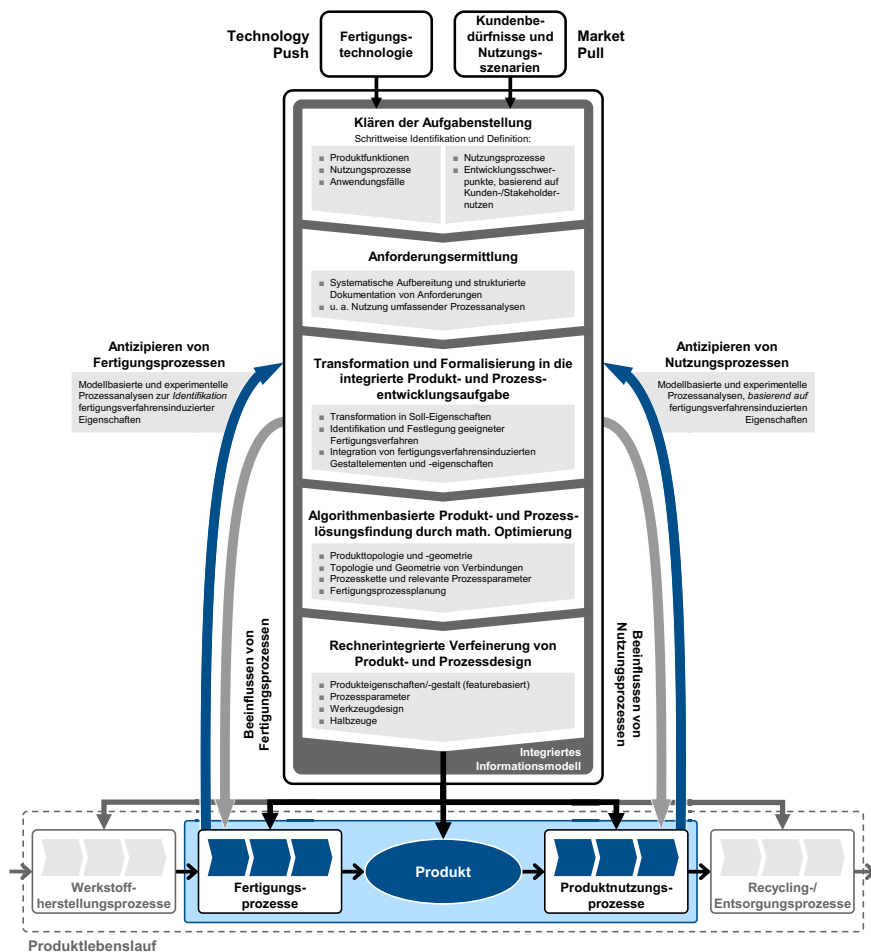 Technology
Push
Fertigungs-
technologie
Kundenbe-
dürfnisse und
Nutzungs-
szenarien
Market
Pull
Klären der Aufgabenstellung
Schrittweise Identifikation und Definition:
Produktfunktionen
Nutzungsprozesse
Anwendungsfälle
Nutzungsprozesse
Entwicklungsschwer-
punkte, basierend auf
Kunden-/Stakeholder-
nutzen
Anforderungsermittlung
Systematische Aufbereitung und strukturierte
Dokumentation von Anforderungen
u. a. Nutzung umfassender Prozessanalysen
Antizipieren von
Fertigungsprozessen
Modellbasierte und experimentelle
Prozessanalysen zur Identifikation
fertigungsverfahrensinduzierter
Eigenschaften
Transformation und Formalisierung in die
integrierte Produkt- und Prozess-
entwicklungsaufgabe
Transformation in Soll-Eigenschaften
Identifikation und Festlegung geeigneter
Fertigungsverfahren
Integration von fertigungsverfahrensinduzierten
Gestaltelementen und -eigenschaften
Antizipieren von
Nutzungsprozessen
Modellbasierte und experimentelle
Prozessanalysen, basierend auf
fertigungsverfahrensinduzierten
Eigenschaften
Algorithmenbasierte Produkt- und Prozess-
lösungsfindung durch math. Optimierung
Produkttopologie und -geometrie
Topologie und Geometrie von Verbindungen
Prozesskette und relevante Prozessparameter
Fertigungsprozessplanung
Beeinflussen von
Fertigungsprozessen
Rechnerintegrierte Verfeinerung von
Produkt- und Prozessdesign
Produkteigenschaften/-gestalt (featurebasiert)
Prozessparameter
Werkzeugdesign
Halbzeuge
Beeinflussen von
Nutzungsprozessen
Integriertes
Informationsmodell
Werkstoff-
herstellungsprozesse
Fertigungs-
prozesse
Produkt
Produktnutzungs-
prozesse
Recycling-/
Entsorgungsprozesse
Produktlebenslauf